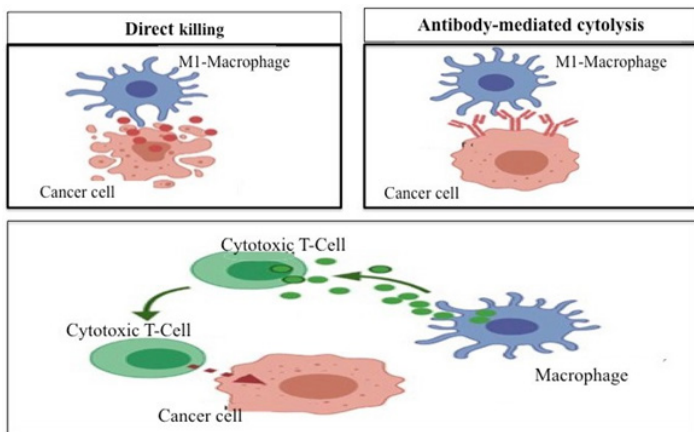 Direct killing
M1-Macrophage
Cancer cell
Antibody-mediated cytolysis
M1-Macrophage
Cancer cell
Cytotoxic T-Cell
Cytotoxic T-Cell
Macrophage
Cancer cell